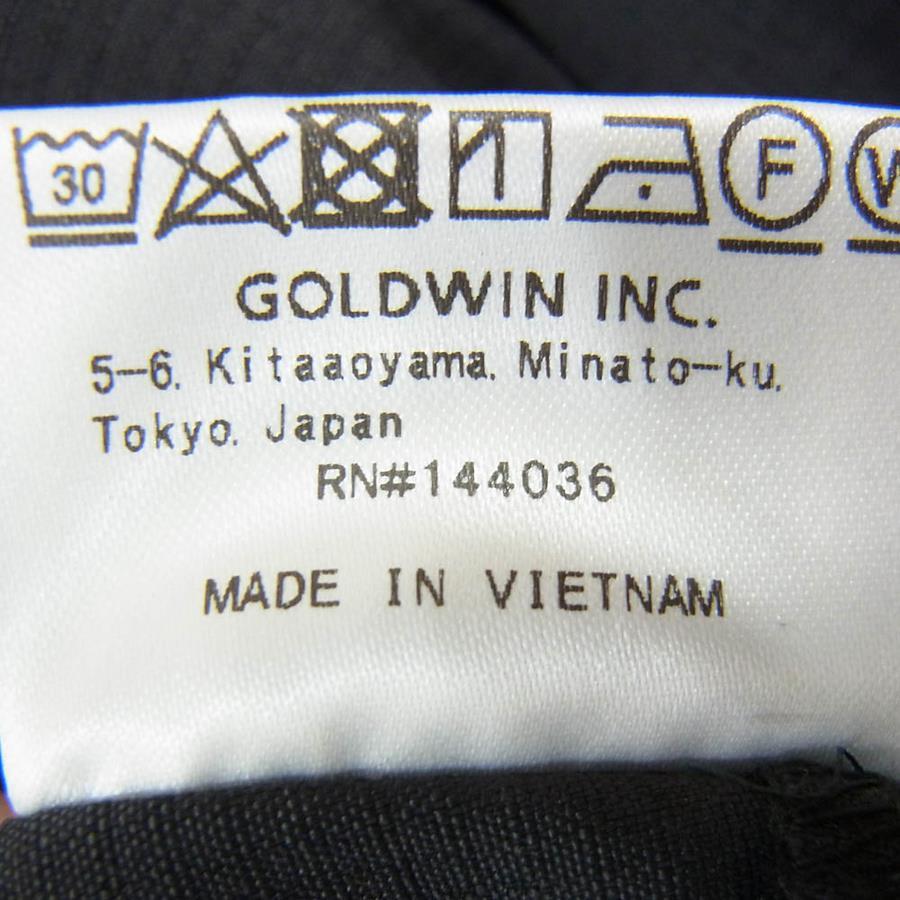 30 F W
GOLDWIN INC.
5-6, Kitaaoyama, Minato-ku,
Tokyo, Japan
RN#144036
MADE IN VIETNAM